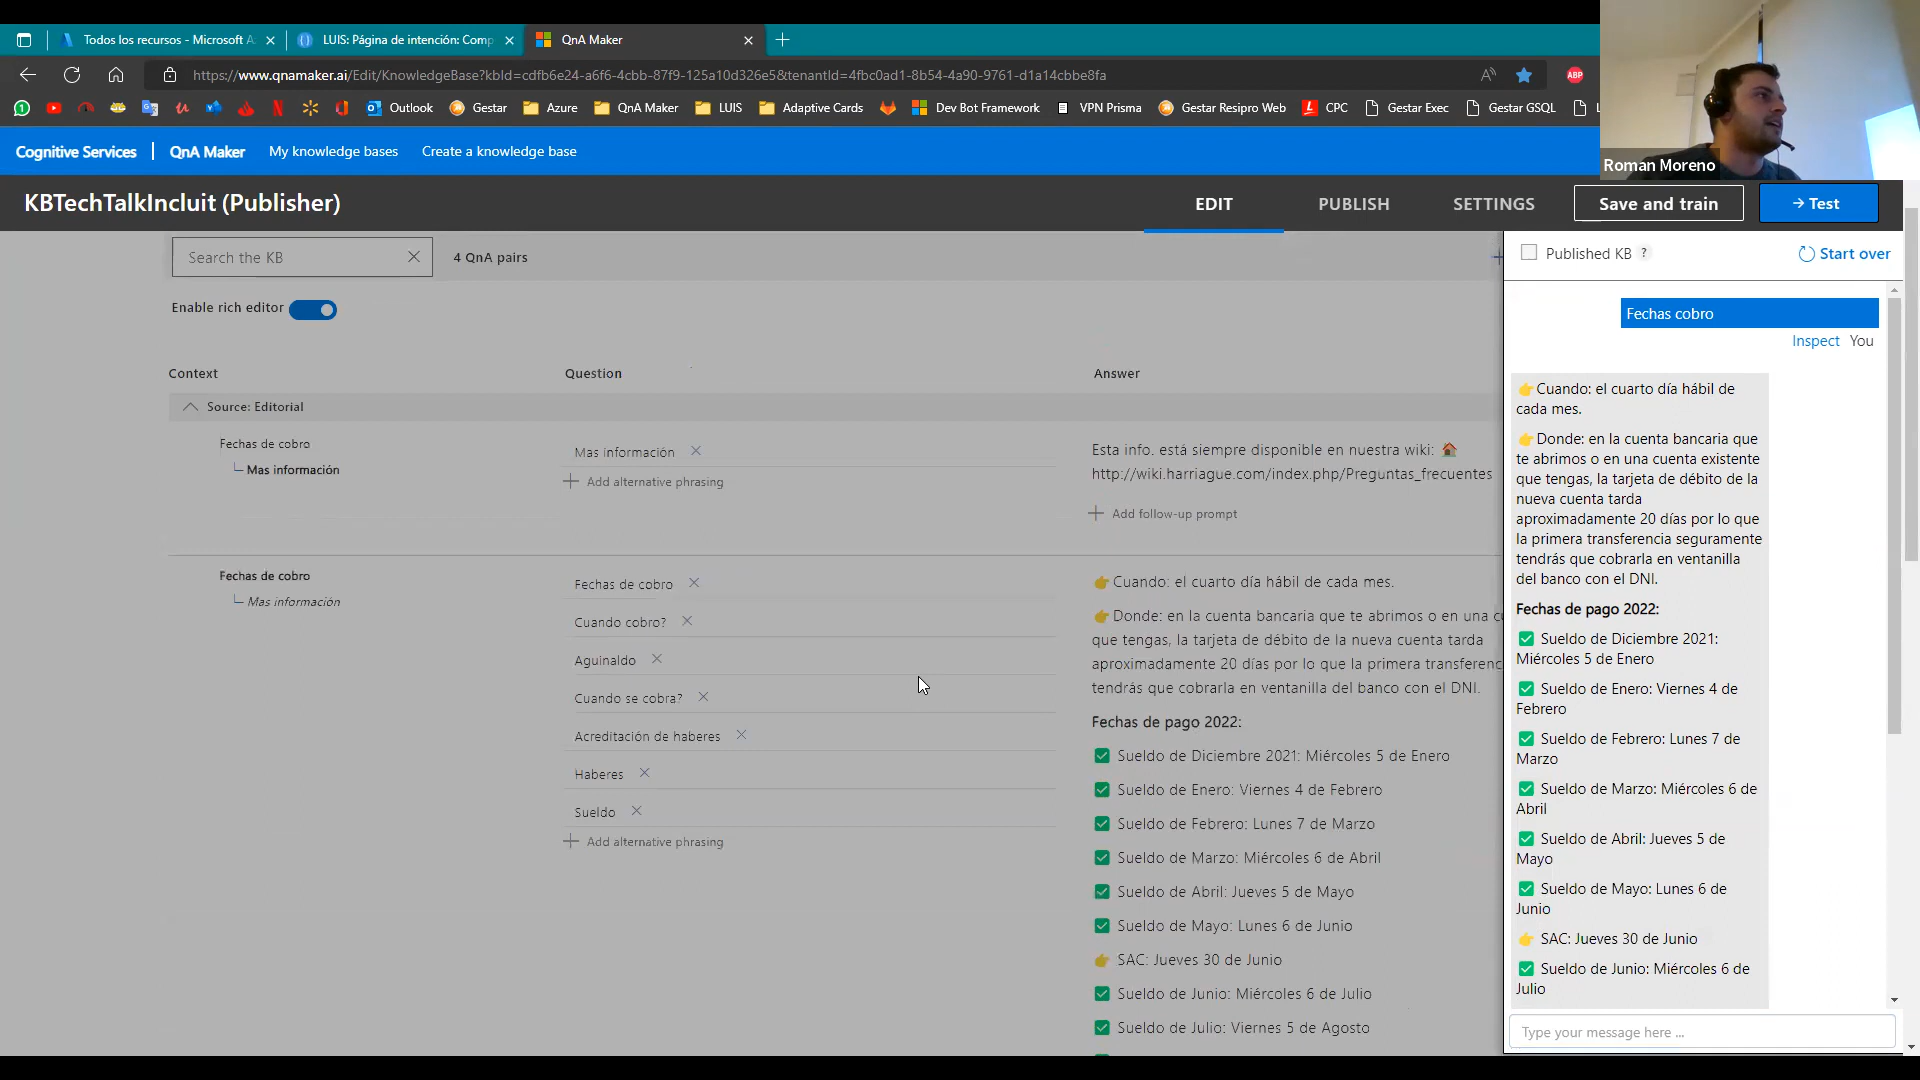 Todos los recursos - Microsoft A
LUIS: Página de intención: Comp
QnA Maker
https://www.qnamaker.ai/Edit/KnowledgeBase?kbId=cdfb6e24-a6f6-4cbb-87f9-125a10d326e5&tenantId=4fbc0ad1-8b54-4a90-9761-d1a14cbbe8fa
ABP
Outlook
Gestar
Azure
QnA Maker
LUIS
Adaptive Cards
Dev Bot Framework
VPN Prisma
Gestar Resipro Web
CPC
Gestar Exec
Gestar GSQL
Roman Moreno
Cognitive Services
QnA Maker
My knowledge bases
Create a knowledge base
KBTechTalkIncluit (Publisher)
EDIT
PUBLISH
SETTINGS
Save and train
Test
Search the KB
4 QnA pairs
Enable rich editor
Context
Question
Answer
Source: Editorial
Fechas de cobro
Mas información
Mas información
Add alternative phrasing
Esta info. está siempre disponible en nuestra wiki:
http://wiki.harriague.com/index.php/Preguntas_frecuentes
Add follow-up prompt
Fechas de cobro
Mas información
Fechas de cobro
Cuando cobro?
Aguinaldo
Cuando se cobra?
Acreditación de haberes
Haberes
Sueldo
Add alternative phrasing
Cuando: el cuarto día hábil de cada mes.
Donde: en la cuenta bancaria que te abrimos o en una c
que tengas, la tarjeta de débito de la nueva cuenta tarda
aproximadamente 20 días por lo que la primera transferenc
tendrás que cobrarla en ventanilla del banco con el DNI.
Fechas de pago 2022:
Sueldo de Diciembre 2021: Miércoles 5 de Enero
Sueldo de Enero: Viernes 4 de Febrero
Sueldo de Febrero: Lunes 7 de Marzo
Sueldo de Marzo: Miércoles 6 de Abril
Sueldo de Abril: Jueves 5 de Mayo
Sueldo de Mayo: Lunes 6 de Junio
SAC: Jueves 30 de Junio
Sueldo de Junio: Miércoles 6 de Julio
Sueldo de Julio: Viernes 5 de Agosto
Published KB ?
Start over
Fechas cobro
Inspect You
Cuando: el cuarto día hábil de
cada mes.
Donde: en la cuenta bancaria que
te abrimos o en una cuenta existente
que tengas, la tarjeta de débito de la
nueva cuenta tarda
aproximadamente 20 días por lo que
la primera transferencia seguramente
tendrás que cobrarla en ventanilla
del banco con el DNI.
Fechas de pago 2022:
Sueldo de Diciembre 2021:
Miércoles 5 de Enero
Sueldo de Enero: Viernes 4 de
Febrero
Sueldo de Febrero: Lunes 7 de
Marzo
Sueldo de Marzo: Miércoles 6 de
Abril
Sueldo de Abril: Jueves 5 de
Mayo
Sueldo de Mayo: Lunes 6 de
Junio
SAC: Jueves 30 de Junio
Sueldo de Junio: Miércoles 6 de
Julio
Type your message here ...